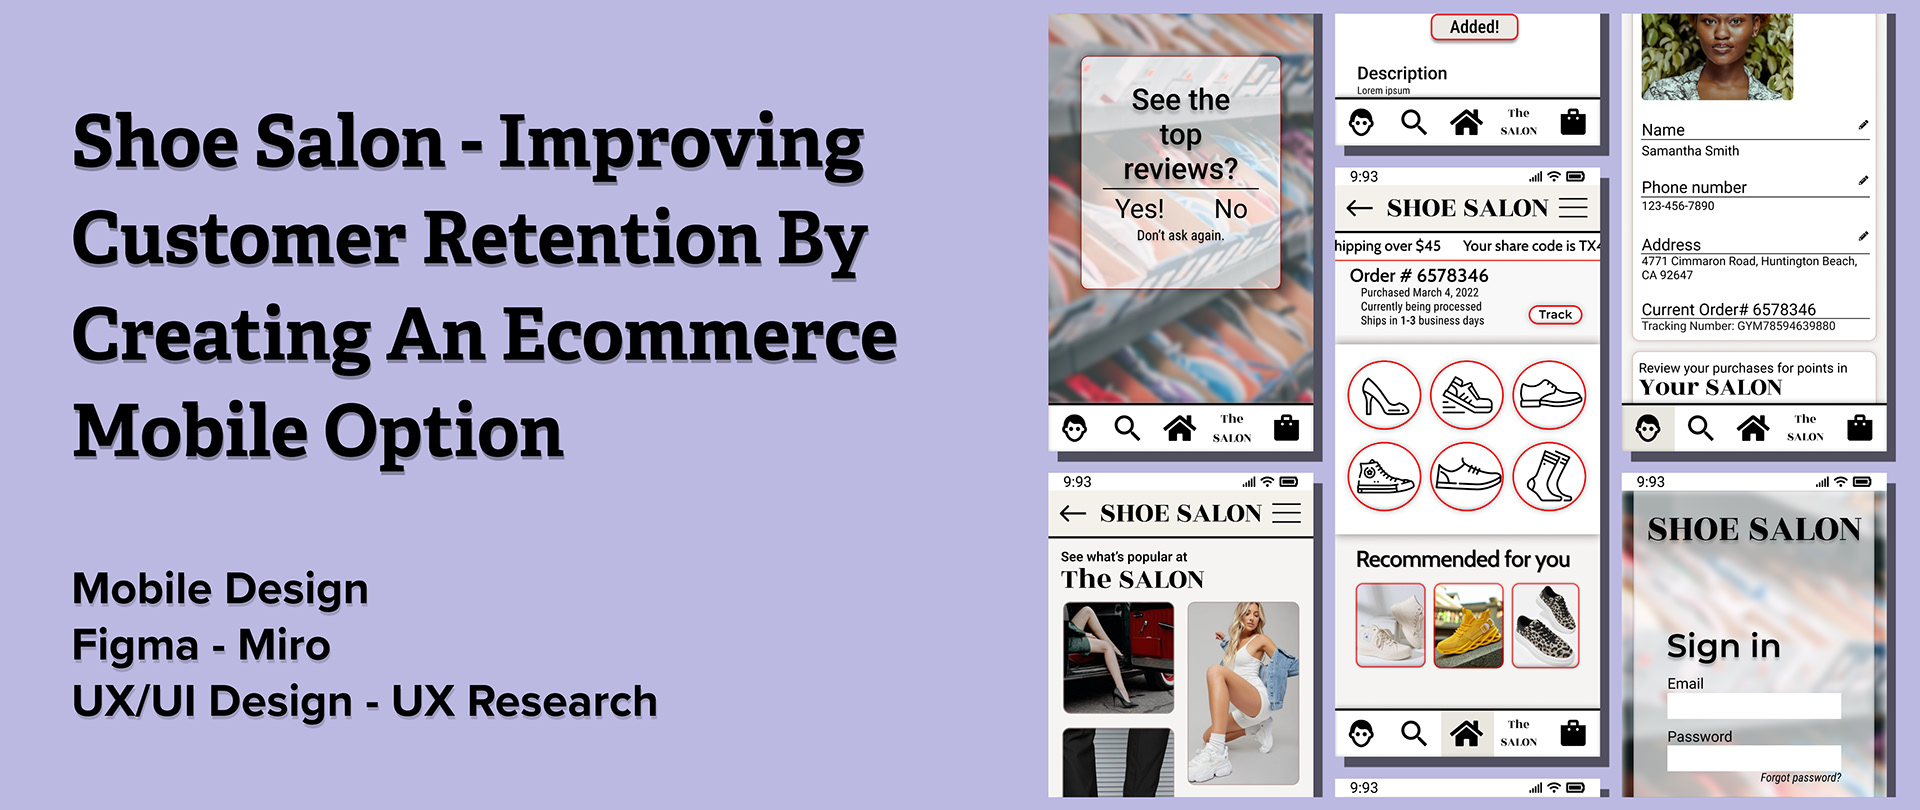 Shoe Salon - Improving
Customer Retention By
Creating An Ecommerce
Mobile Option
Mobile Design
Figma - Miro
UX/UI Design - UX Research
See the
top
reviews?
Yes! No
Don't ask again.
The
SALON
9:93
SHOE SALON
See what's popular at
The SALON
Added!
Description
Lorem ipsum
The
SALON
9:93
SHOE SALON
hipping over $45 Your share code is TX4
Order # 6578346
Purchased March 4, 2022
Currently being processed
Ships in 1-3 business days
Track
Recommended for you
The
SALON
9:93
Name
Samantha Smith
Phone number
123-456-7890
Address
4771 Cimmaron Road, Huntington Beach,
CA 92647
Current Order# 6578346
Tracking Number: GYM78594639880
Review your purchases for points in
Your SALON
The
SALON
9:93
SHOE SALON
Sign in
Email
Password
Forgot password?